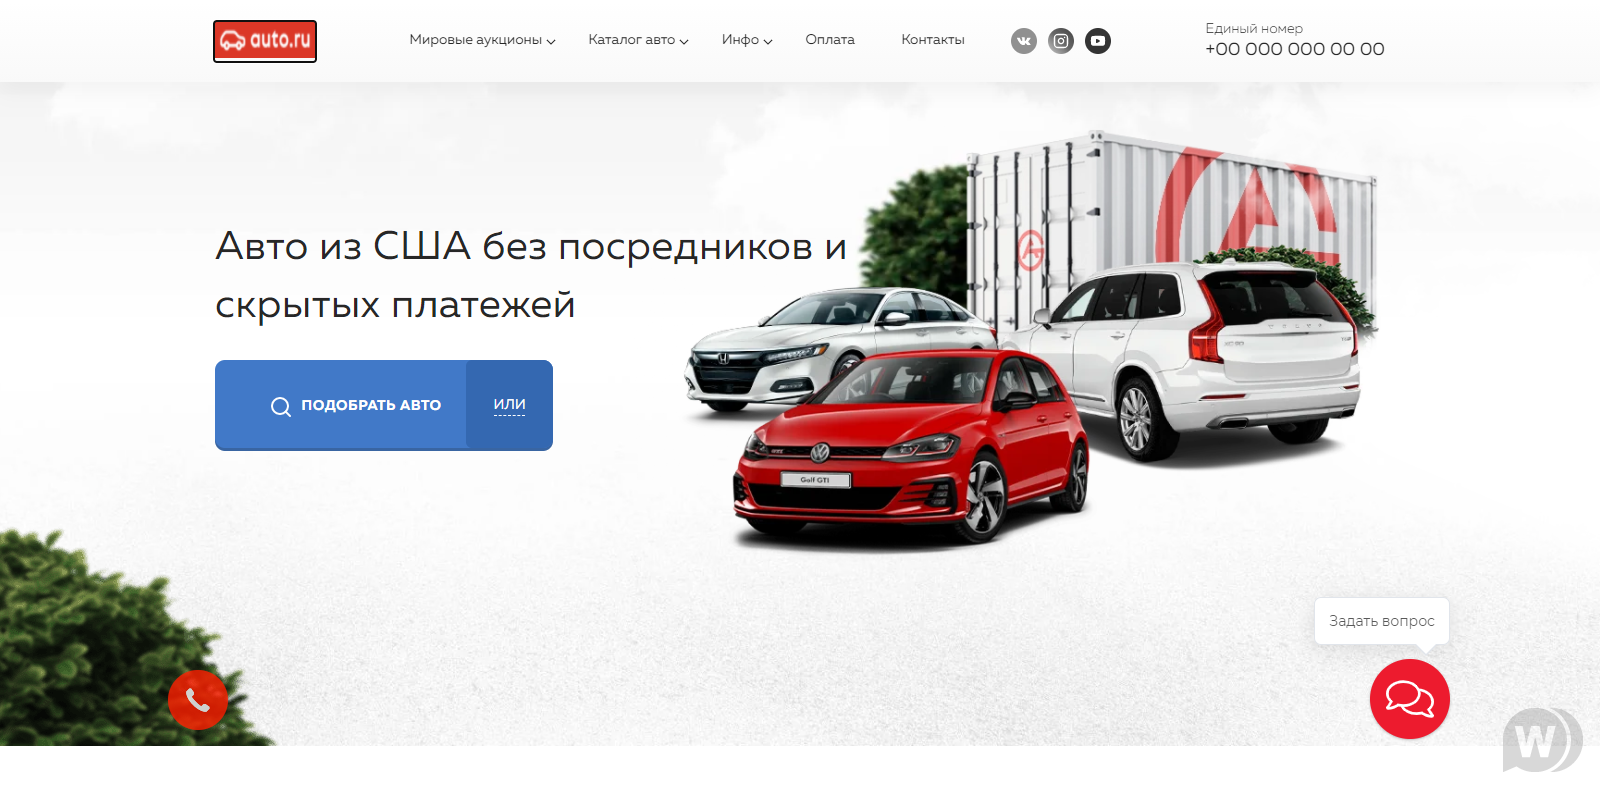 auto.ru
Мировые аукционы
Каталог авто
Инфо
Оплата
Контакты
Единый номер
+00 000 000 00 00
Авто из США без посредников и
скрытых платежей
ПОДОБРАТЬ АВТО
ИЛИ
VOLVO
Golf GTI
Задать вопрос
W